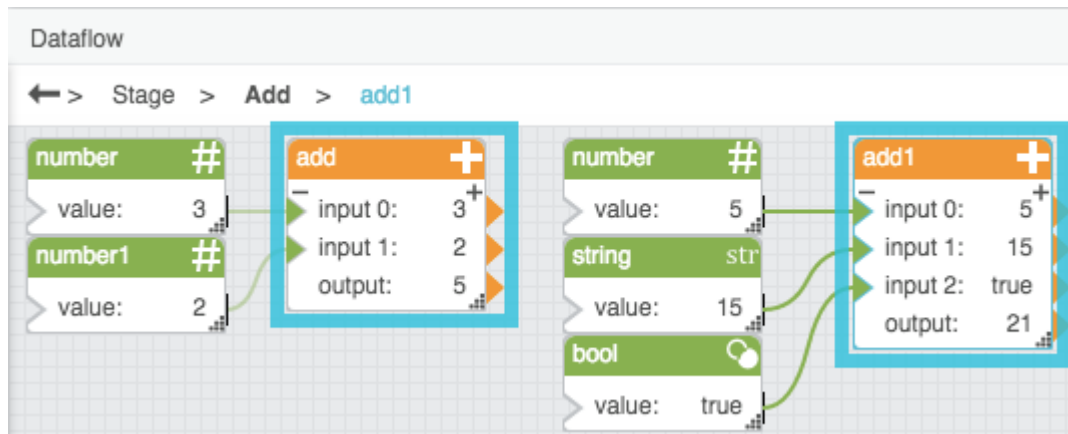 Dataflow
← > Stage > Add > add1
number #
value: 3
number1 #
value: 2
add +
− +
input 0: 3
input 1: 2
output: 5
number #
value: 5
string str
value: 15
bool
value: true
add1 +
− +
input 0: 5
input 1: 15
input 2: true
output: 21